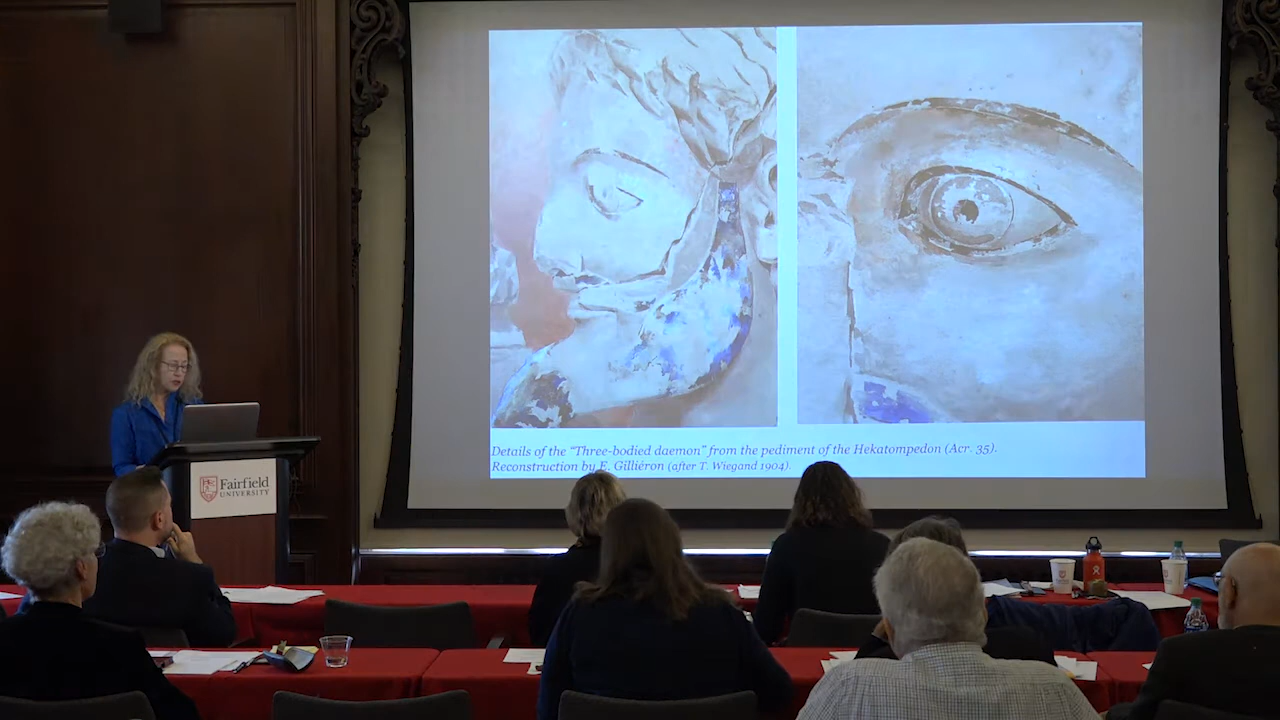 Details of the “Three-bodied daemon” from the pediment of the Hekatompedon (Acr. 35).
Reconstruction by E. Gilliéron (after T. Wiegand 1904).
Fairfield
UNIVERSITY